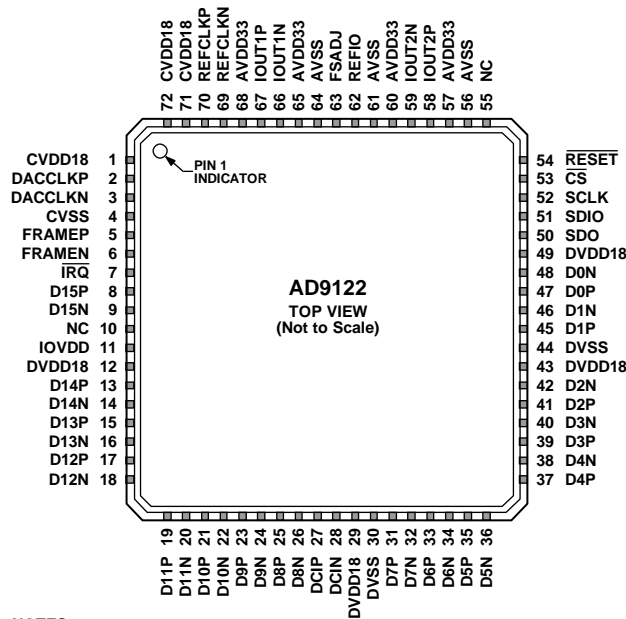 72 CVDD18
71 CVDD18
70 REFCLKP
69 REFCLKN
68 AVDD33
67 IOUT1P
66 IOUT1N
65 AVDD33
64 AVSS
63 FSADJ
62 REFIO
61 AVSS
60 AVDD33
59 IOUT2N
58 IOUT2P
57 AVDD33
56 AVSS
55 NC
CVDD18 1
DACCLKP 2
DACCLKN 3
CVSS 4
FRAMEP 5
FRAMEN 6
IRQ 7
D15P 8
D15N 9
NC 10
IOVDD 11
DVDD18 12
D14P 13
D14N 14
D13P 15
D13N 16
D12P 17
D12N 18
PIN 1
INDICATOR
AD9122
TOP VIEW
(Not to Scale)
54 RESET
53 CS
52 SCLK
51 SDIO
50 SDO
49 DVDD18
48 D0N
47 D0P
46 D1N
45 D1P
44 DVSS
43 DVDD18
42 D2N
41 D2P
40 D3N
39 D3P
38 D4N
37 D4P
D11P 19
D11N 20
D10P 21
D10N 22
D9P 23
D9N 24
D8P 25
D8N 26
DCIP 27
DCIN 28
DVDD18 29
DVSS 30
D7P 31
D7N 32
D6P 33
D6N 34
D5P 35
D5N 36